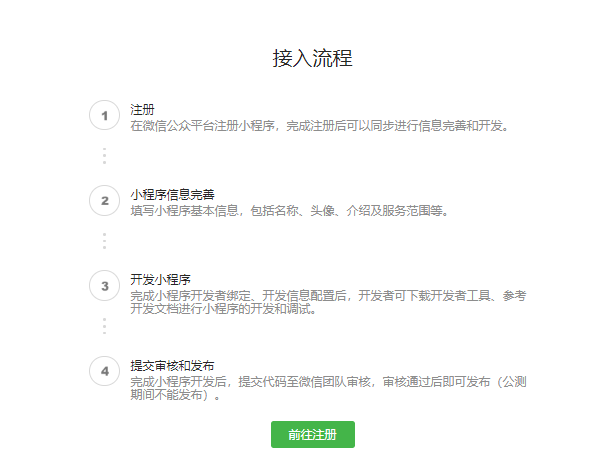 接入流程
1
注册
在微信公众平台注册小程序，完成注册后可以同步进行信息完善和开发。
2
小程序信息完善
填写小程序基本信息，包括名称、头像、介绍及服务范围等。
3
开发小程序
完成小程序开发者绑定、开发信息配置后，开发者可下载开发者工具、参考
开发文档进行小程序的开发和调试。
4
提交审核和发布
完成小程序开发后，提交代码至微信团队审核，审核通过后即可发布（公测
期间不能发布）。
前往注册